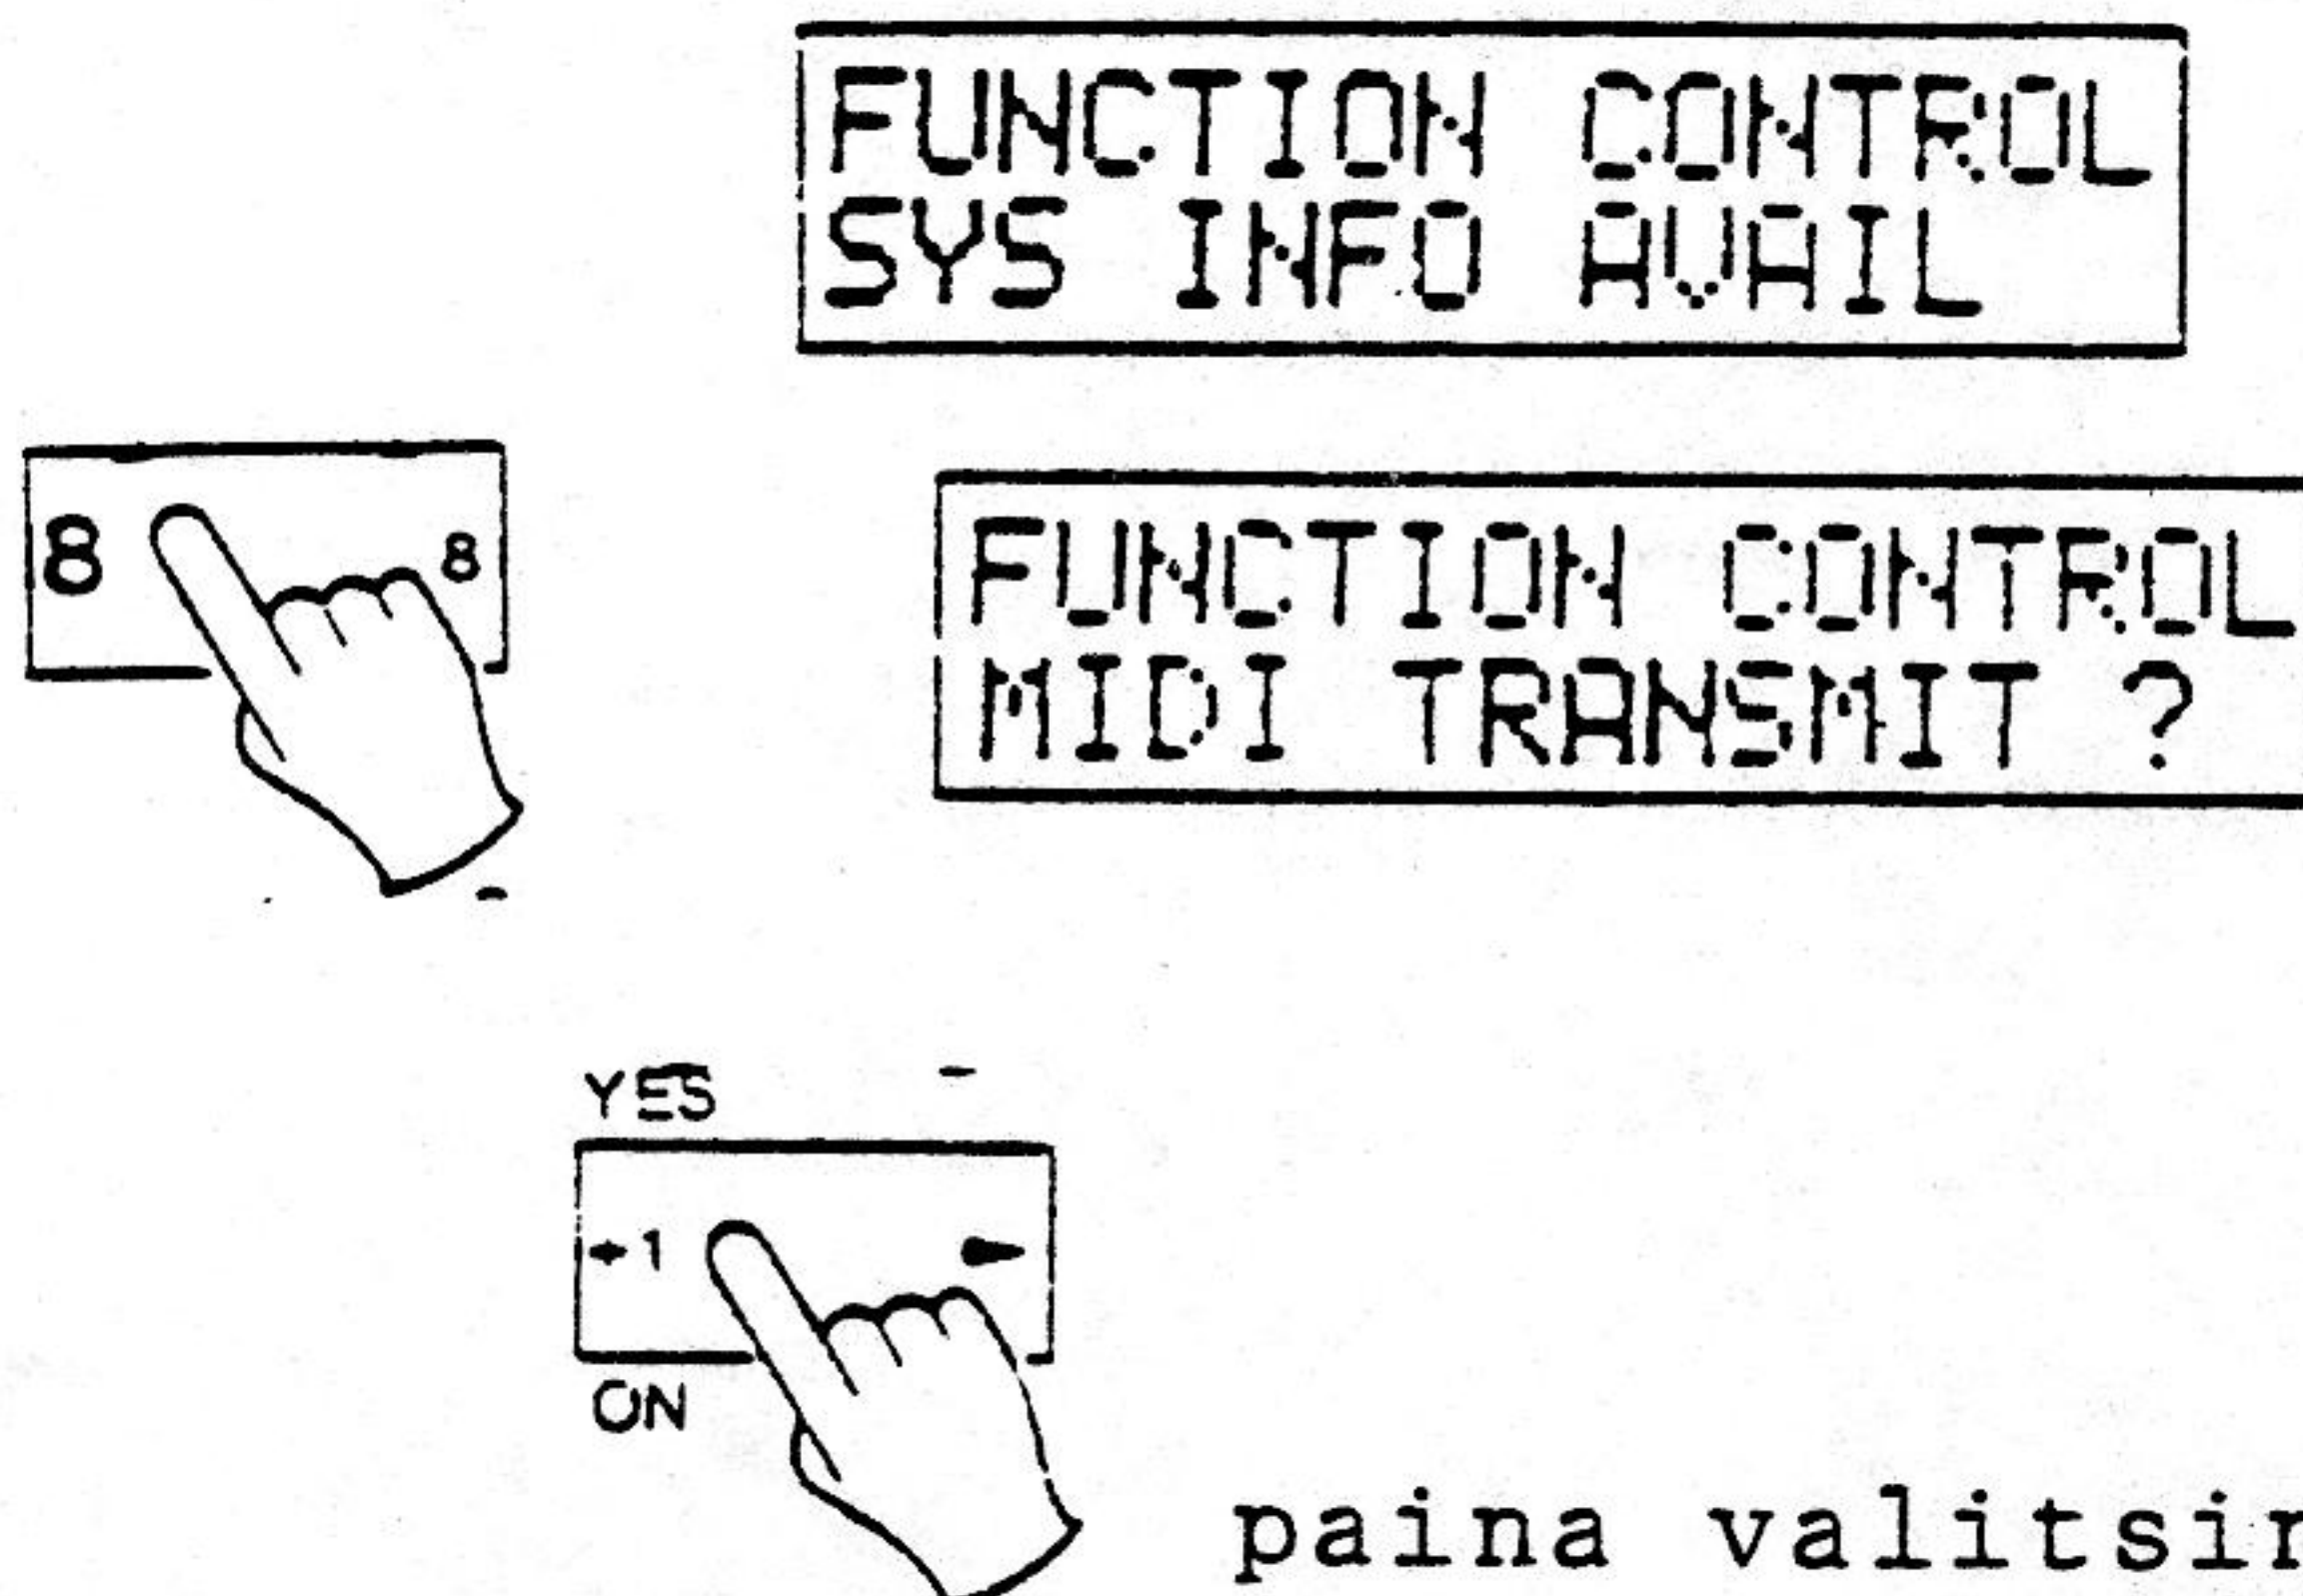 FUNCTION CONTROL
SYS INFO AVAIL
8 8
FUNCTION CONTROL
MIDI TRANSMIT ?
YES
+1
ON
paina